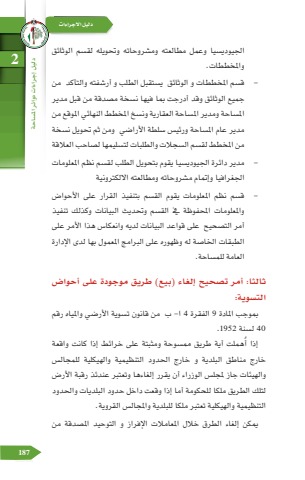 دليل الاجراءات
2
دليل اجراءات دوائر المساحة
الجيوديسيا وعمل مطالعته ومشروحاته وتحويله لقسم الوثائق
والمخططات.
- قسم المخططات و الوثائق يستقبل الطلب و أرشفته والتأكد من
جميع الوثائق وقد أدرجت بما فيها نسخة مصدقة من قبل مدير
المساحة ومدير المساحة العقارية ونسخ المخطط النهائي الموقع من
مدير عام المساحة ورئيس سلطة الأراضي ومن ثم تحويل نسخة
من المخطط لقسم السجلات والطلبات لتسليمها لصاحب العلاقة
- مدير دائرة الجيوديسيا يقوم بتحويل الطلب لقسم نظم المعلومات
الجغرافيا وإتمام مشروحاته ومطالعته الالكترونية
- قسم نظم المعلومات يقوم القسم بتنفيذ القرار على الأحواض
والمعلومات المحفوظة في القسم وتحديث البيانات وكذلك تنفيذ
أمر التصحيح على قواعد البيانات لديه وانعكاس هذا الأمر على
الطبقات الخاصة له وظهوره على البرامج المعمول بها لدى الإدارة
العامة للمساحة.
ثالثا: أمر تصحيح إلغاء (بيع) طريق موجودة على أحواض
التسوية:
بموجب المادة 9 الفقرة 4 ا- ب من قانون تسوية الأرضي والمياه رقم
40 لسنة 1952.
إذا أُهملت أية طريق ممسوحة ومثبتة على خرائط إذا كانت واقعة
خارج مناطق البلدية و خارج الحدود التنظيمية والهيكلية للمجالس
والهيئات جاز لمجلس الوزراء أن يقرر إلغاءها وتعتبر عندئذ رقبة الأرض
لتلك الطريق ملكا للحكومة أما إذا وقعت داخل حدود البلديات والحدود
التنظيمية والهيكلية تعتبر ملكا للبلدية والمجالس القروية.
يمكن إلغاء الطرق خلال المعاملات الإفراز و التوحيد المصدقة من
187